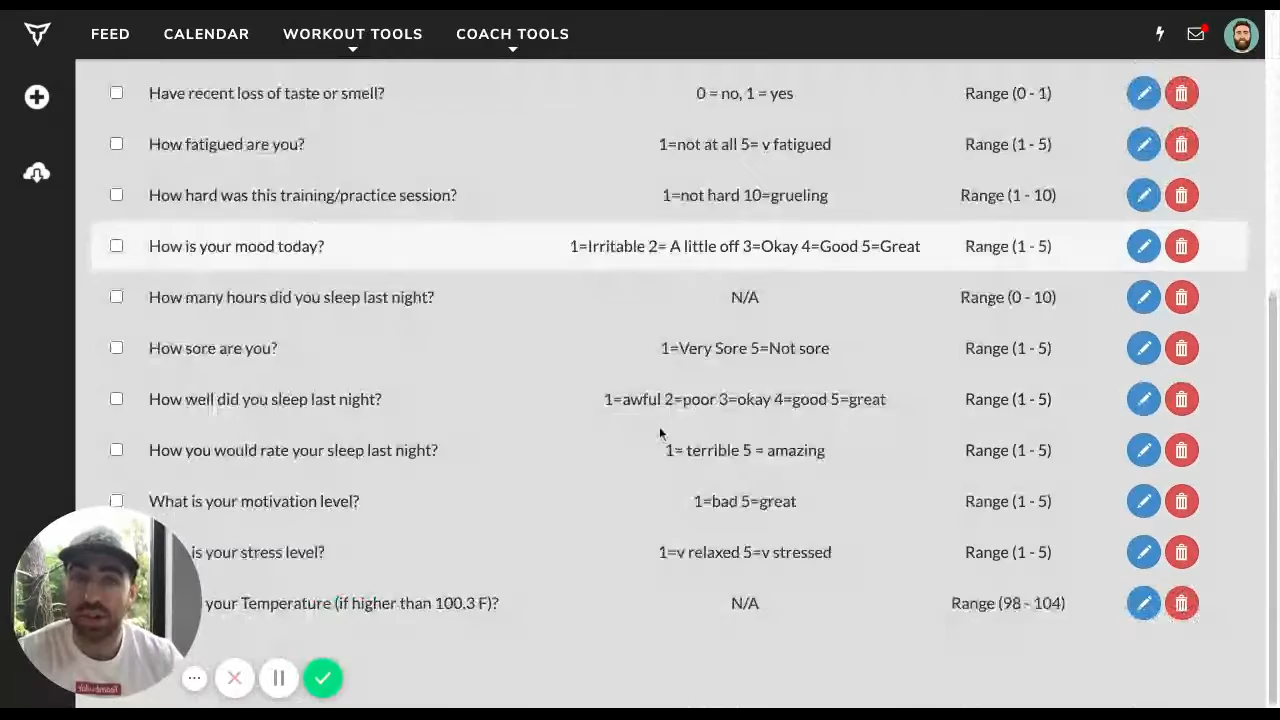 FEED CALENDAR WORKOUT TOOLS COACH TOOLS
Have recent loss of taste or smell? 0 = no, 1 = yes Range (0 - 1)
How fatigued are you? 1=not at all 5= v fatigued Range (1 - 5)
How hard was this training/practice session? 1=not hard 10=grueling Range (1 - 10)
How is your mood today? 1=Irritable 2= A little off 3=Okay 4=Good 5=Great Range (1 - 5)
How many hours did you sleep last night? N/A Range (0 - 10)
How sore are you? 1=Very Sore 5=Not sore Range (1 - 5)
How well did you sleep last night? 1=awful 2=poor 3=okay 4=good 5=great Range (1 - 5)
How you would rate your sleep last night? 1= terrible 5 = amazing Range (1 - 5)
What is your motivation level? 1=bad 5=great Range (1 - 5)
is your stress level? 1=v relaxed 5=v stressed Range (1 - 5)
your Temperature (if higher than 100.3 F)? N/A Range (98 - 104)